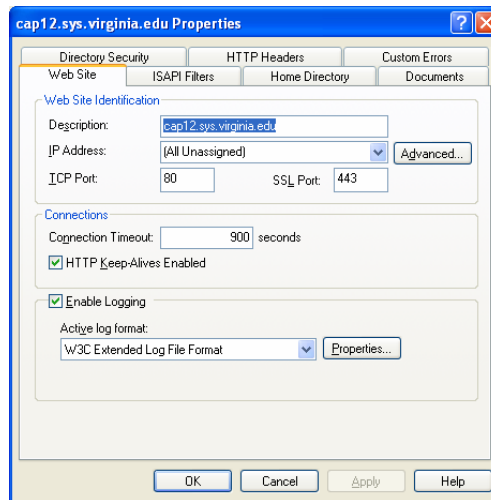 cap12.sys.virginia.edu Properties
Directory Security HTTP Headers Custom Errors
Web Site ISAPI Filters Home Directory Documents
Web Site Identification
Description: cap12.sys.virginia.edu
IP Address: (All Unassigned) Advanced...
TCP Port: 80 SSL Port: 443
Connections
Connection Timeout: 900 seconds
HTTP Keep-Alives Enabled
Enable Logging
Active log format:
W3C Extended Log File Format Properties...
OK Cancel Apply Help